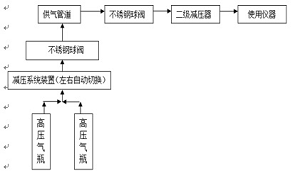 供气管道
不锈钢球阀
二级减压器
使用仪器
不锈钢球阀
减压系统装置(左右自动切换)
高压气瓶
高压气瓶